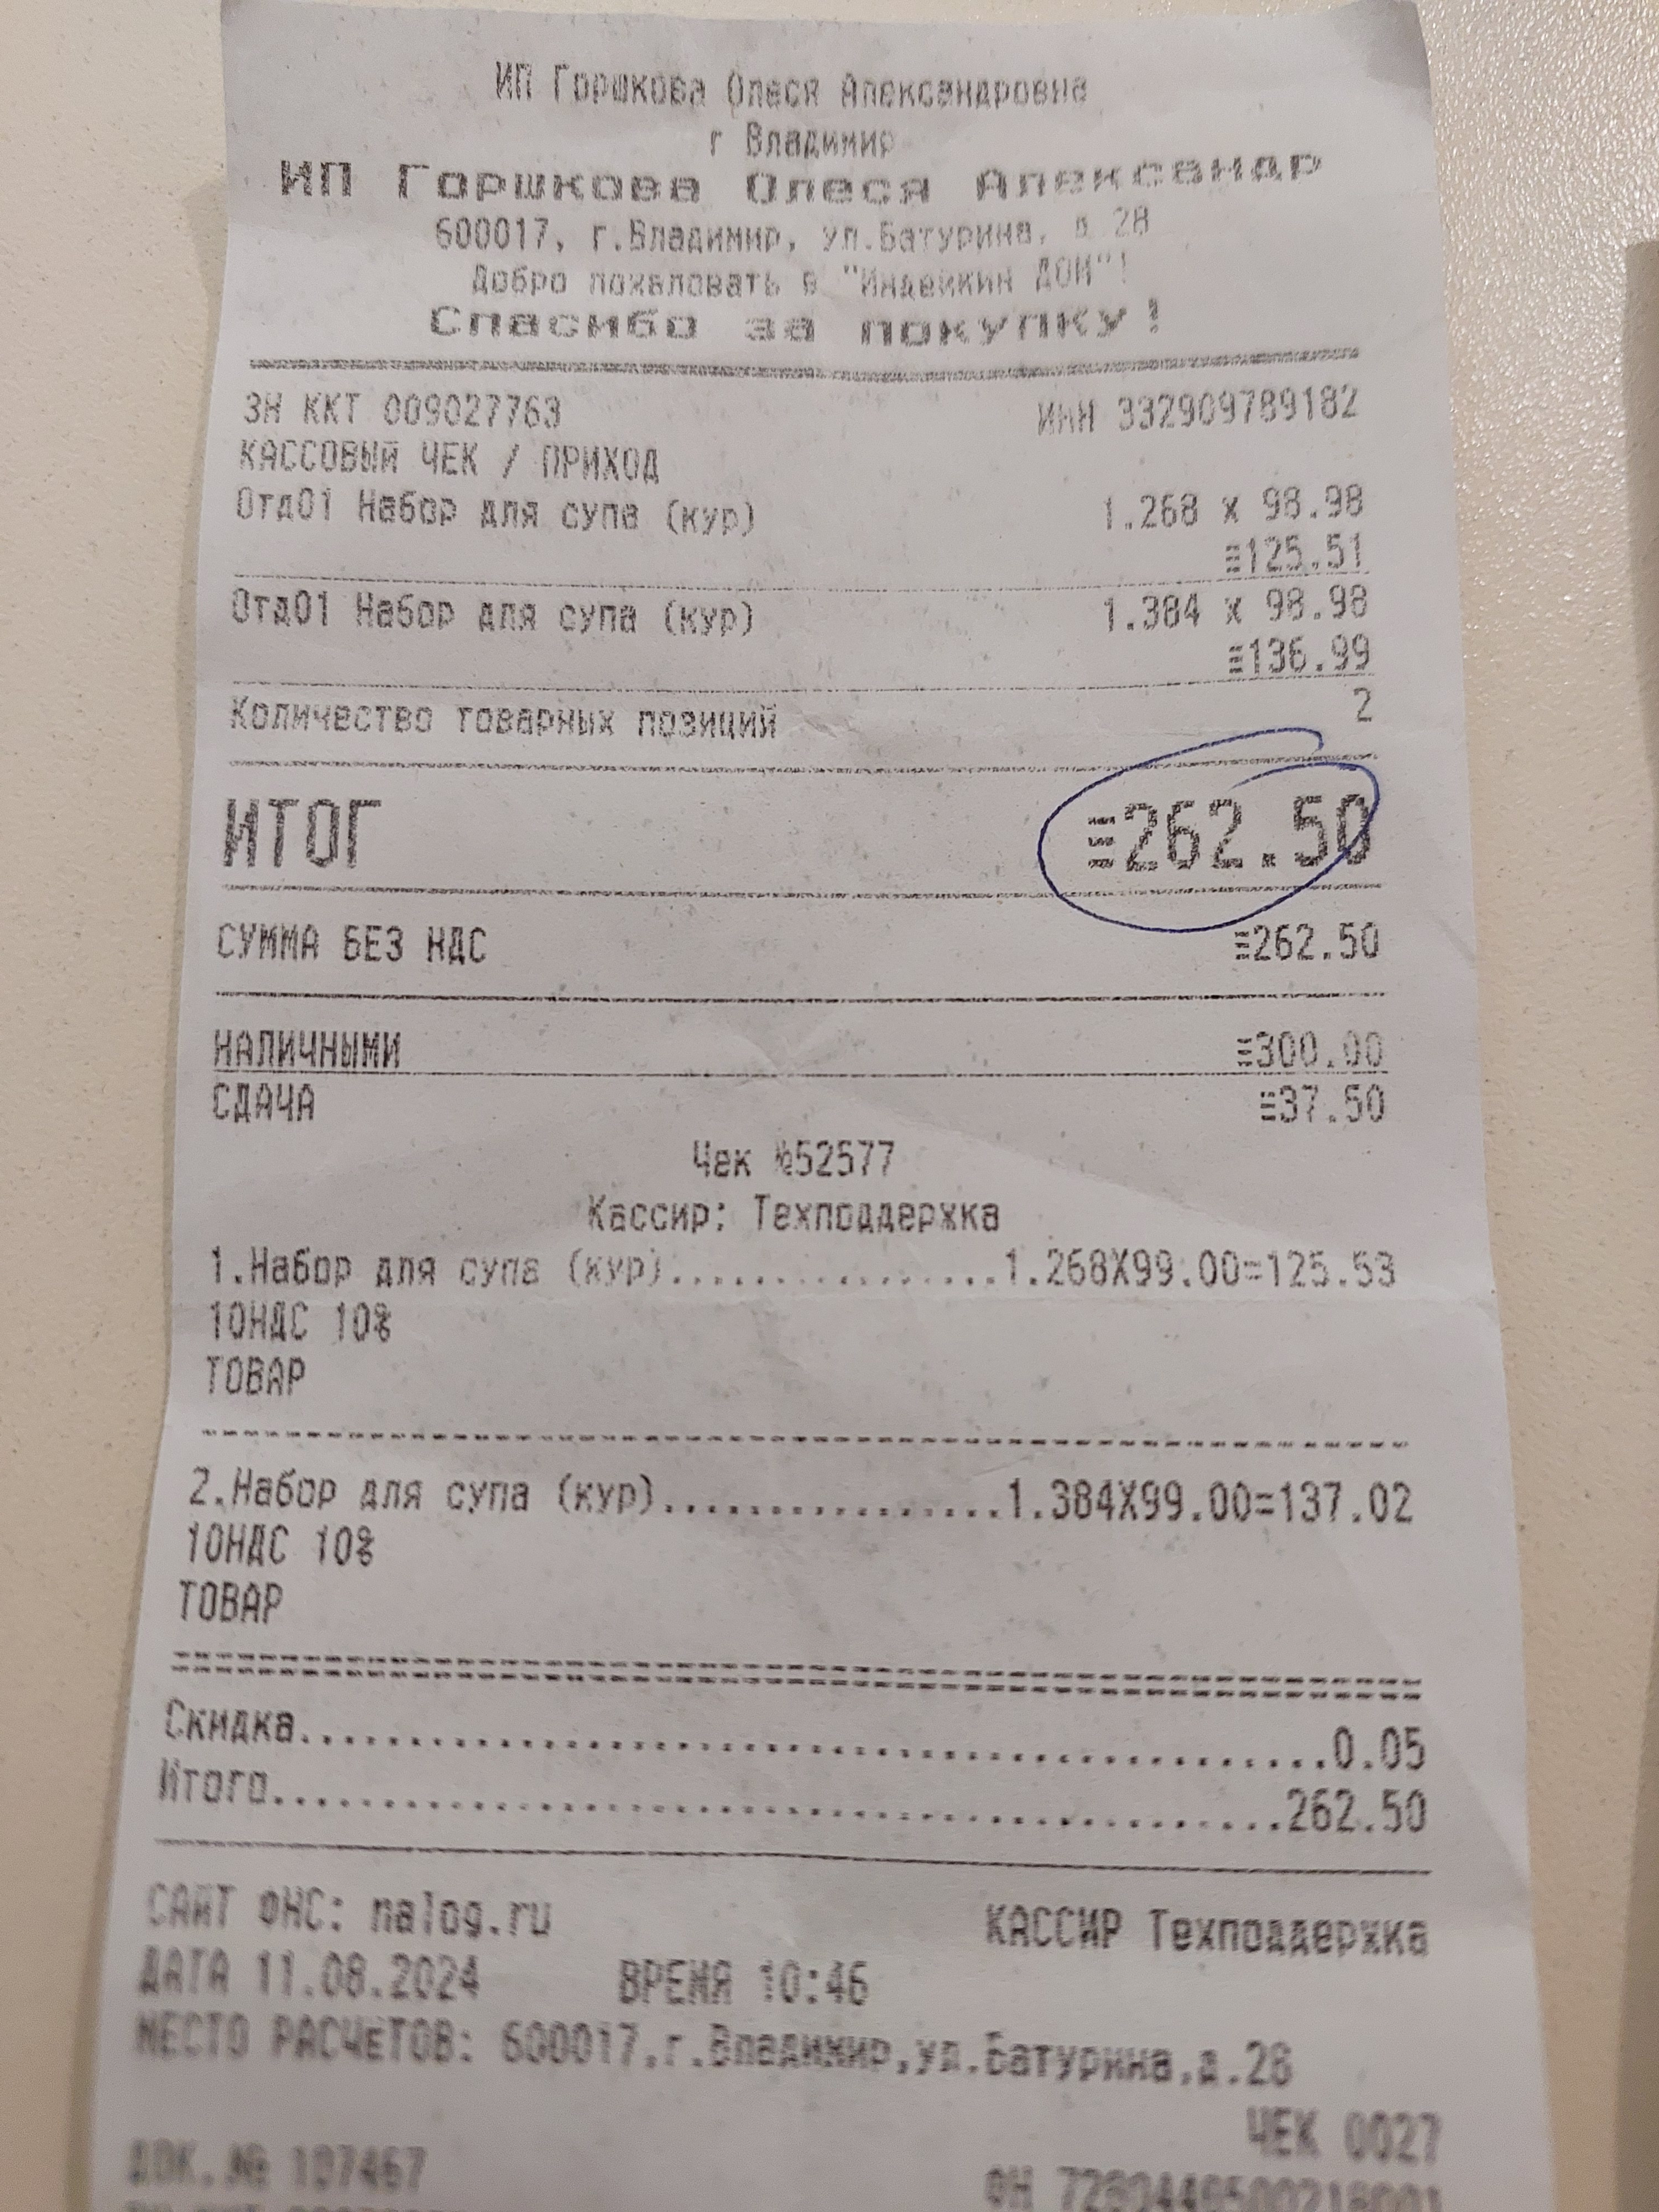 ИП Горшкова Олеся Александровна
г Владимир
ИП Горшкова Олеся Александр
600017, г.Владимир, ул.Батурина, д 28
Добро пожаловать в "Индейкин ДОМ"!
Спасибо за покупку!
ЗН ККТ 009027763 ИНН 332909789182
КАССОВЫЙ ЧЕК / ПРИХОД
Отд01 Набор для супа (кур) 1.268 x 98.98
≡125.51
Отд01 Набор для супа (кур) 1.384 x 98.98
≡136.99
Количество товарных позиций 2
ИТОГ ≡262.50
СУММА БЕЗ НДС ≡262.50
НАЛИЧНЫМИ ≡300.00
СДАЧА ≡37.50
Чек №52577
Кассир: Техподдержка
1.Набор для супа (кур)................1.268X99.00=125.53
10НДС 10%
ТОВАР
2.Набор для супа (кур)................1.384X99.00=137.02
10НДС 10%
ТОВАР
Скидка................................................0.05
Итого...............................................262.50
САЙТ ФНС: nalog.ru КАССИР Техподдержка
ДАТА 11.08.2024 ВРЕМЯ 10:46
МЕСТО РАСЧЕТОВ: 600017,г.Владимир,ул.Батурина,д.28
ЧЕК 0027
ДОК.№ 107467
ФН